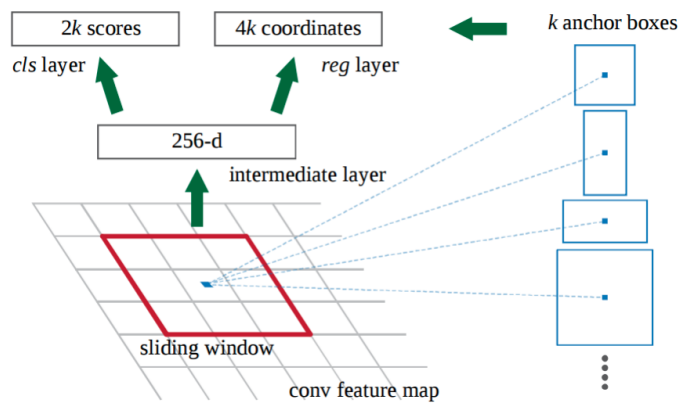 2k scores
4k coordinates
k anchor boxes
cls layer
reg layer
256-d
intermediate layer
sliding window
conv feature map